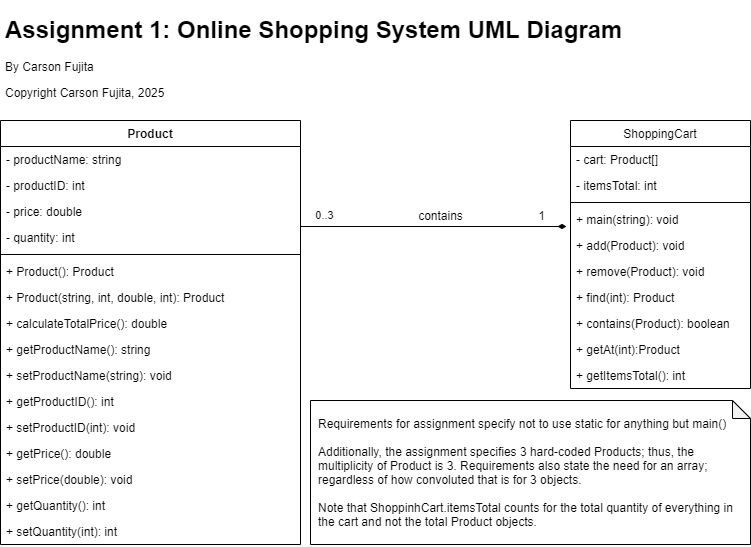 Assignment 1: Online Shopping System UML Diagram
By Carson Fujita
Copyright Carson Fujita, 2025
Product
- productName: string
- productID: int
- price: double
- quantity: int
+ Product(): Product
+ Product(string, int, double, int): Product
+ calculateTotalPrice(): double
+ getProductName(): string
+ setProductName(string): void
+ getProductID(): int
+ setProductID(int): void
+ getPrice(): double
+ setPrice(double): void
+ getQuantity(): int
+ setQuantity(int): int
0..3 contains 1
ShoppingCart
- cart: Product[]
- itemsTotal: int
+ main(string): void
+ add(Product): void
+ remove(Product): void
+ find(int): Product
+ contains(Product): boolean
+ getAt(int):Product
+ getItemsTotal(): int
Requirements for assignment specify not to use static for anything but main()
Additionally, the assignment specifies 3 hard-coded Products; thus, the
multiplicity of Product is 3. Requirements also state the need for an array;
regardless of how convoluted that is for 3 objects.
Note that ShoppinhCart.itemsTotal counts for the total quantity of everything in
the cart and not the total Product objects.